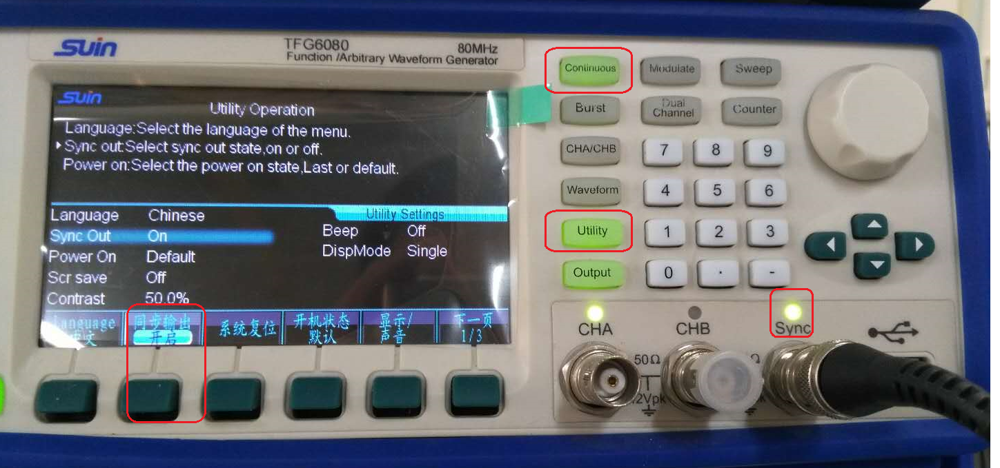 SUIN
TFG6080
80MHz
Function /Arbitrary Waveform Generator
SUIN
Utility Operation
Language:Select the language of the menu.
Sync out:Select sync out state,on or off.
Power on:Select the power on state,Last or default.
Utility Settings
Language Chinese
Sync Out On
Power On Default
Scr save Off
Contrast 50.0%
Beep Off
DispMode Single
Language
中文
同步输出
开启
系统复位
开机状态
默认
显示/
声音
下一页
1/3
Continuous
Modulate
Sweep
Burst
Dual
Channel
Counter
CHA/CHB
7
8
9
Waveform
4
5
6
Utility
1
2
3
Output
0
.
-
CHA
CHB
Sync
50Ω
Ω
2Vpk